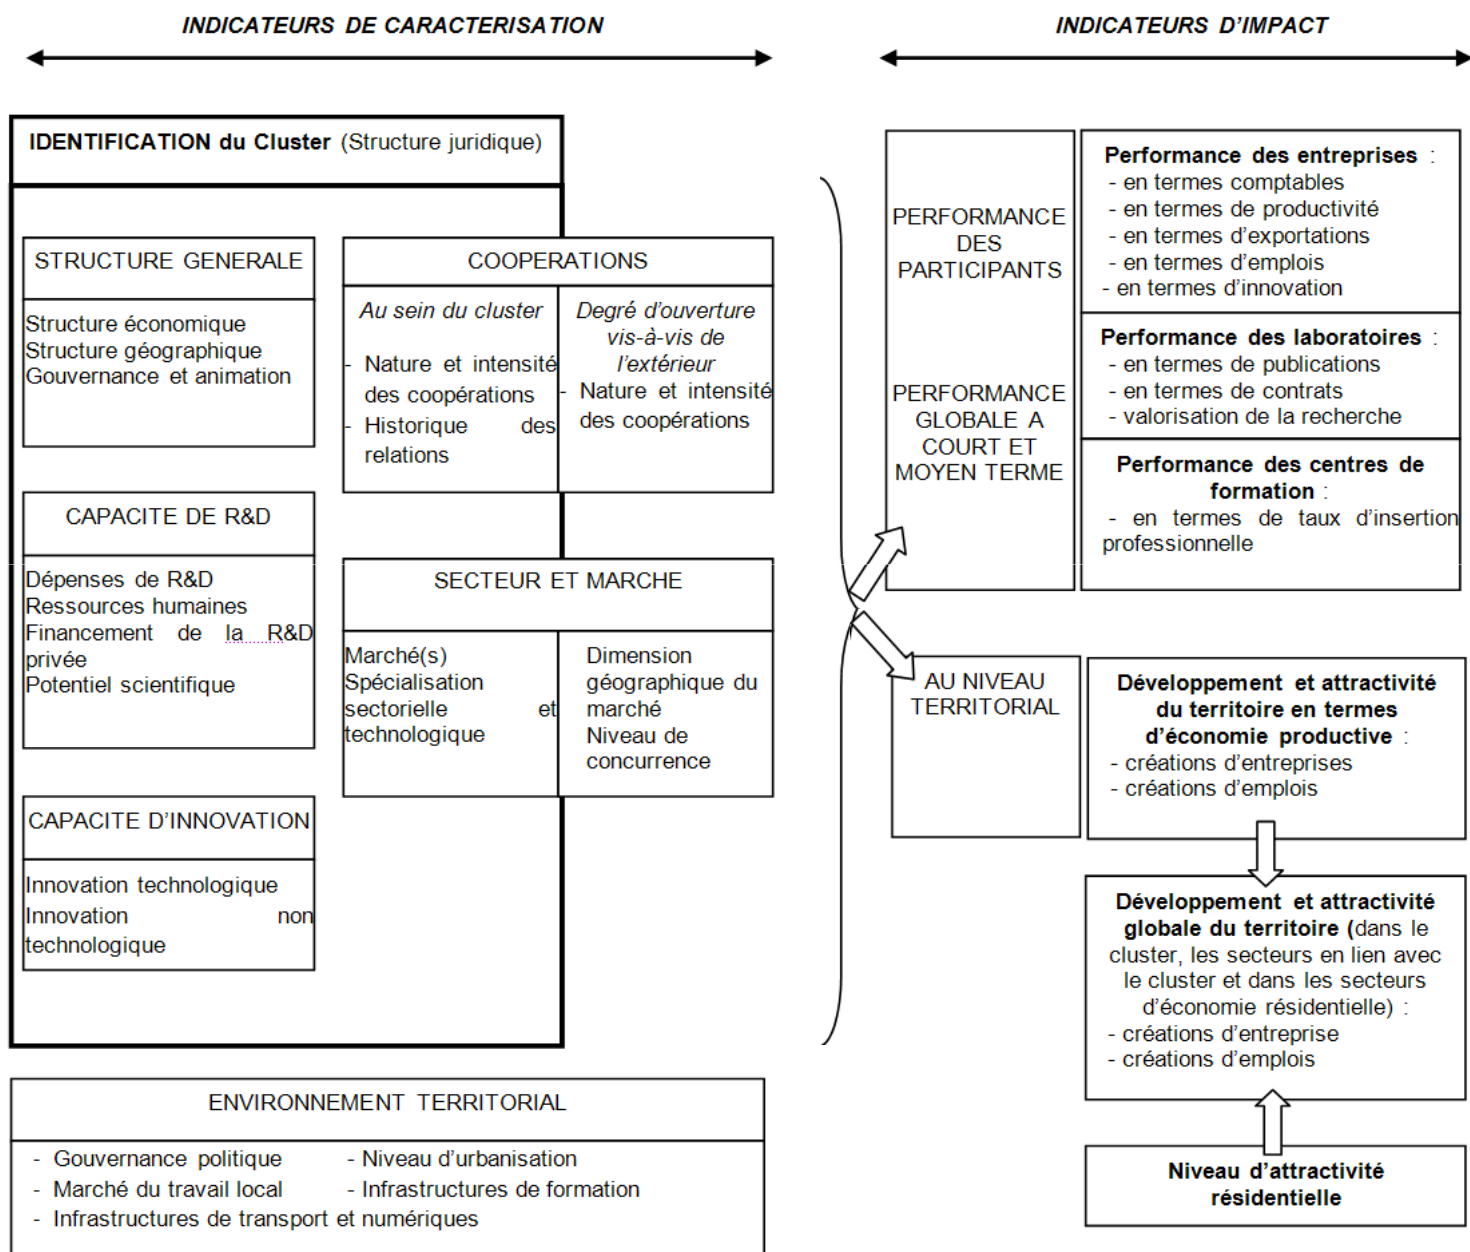 INDICATEURS DE CARACTERISATION
INDICATEURS D'IMPACT
IDENTIFICATION du Cluster (Structure juridique)
STRUCTURE GENERALE
Structure économique
Structure géographique
Gouvernance et animation
COOPERATIONS
Au sein du cluster
- Nature et intensité
des coopérations
- Historique des
relations
Degré d'ouverture
vis-à-vis de
l'extérieur
- Nature et intensité
des coopérations
CAPACITE DE R&D
Dépenses de R&D
Ressources humaines
Financement de la R&D
privée
Potentiel scientifique
SECTEUR ET MARCHE
Marché(s)
Spécialisation
sectorielle et
technologique
Dimension
géographique du
marché
Niveau de
concurrence
CAPACITE D'INNOVATION
Innovation technologique
Innovation non
technologique
ENVIRONNEMENT TERRITORIAL
- Gouvernance politique - Niveau d'urbanisation
- Marché du travail local - Infrastructures de formation
- Infrastructures de transport et numériques
PERFORMANCE
DES
PARTICIPANTS
PERFORMANCE
GLOBALE A
COURT ET
MOYEN TERME
Performance des entreprises :
- en termes comptables
- en termes de productivité
- en termes d'exportations
- en termes d'emplois
- en termes d'innovation
Performance des laboratoires :
- en termes de publications
- en termes de contrats
- valorisation de la recherche
Performance des centres de
formation :
- en termes de taux d'insertion
professionnelle
AU NIVEAU
TERRITORIAL
Développement et attractivité
du territoire en termes
d'économie productive :
- créations d'entreprises
- créations d'emplois
Développement et attractivité
globale du territoire (dans le
cluster, les secteurs en lien avec
le cluster et dans les secteurs
d'économie résidentielle) :
- créations d'entreprise
- créations d'emplois
Niveau d'attractivité
résidentielle